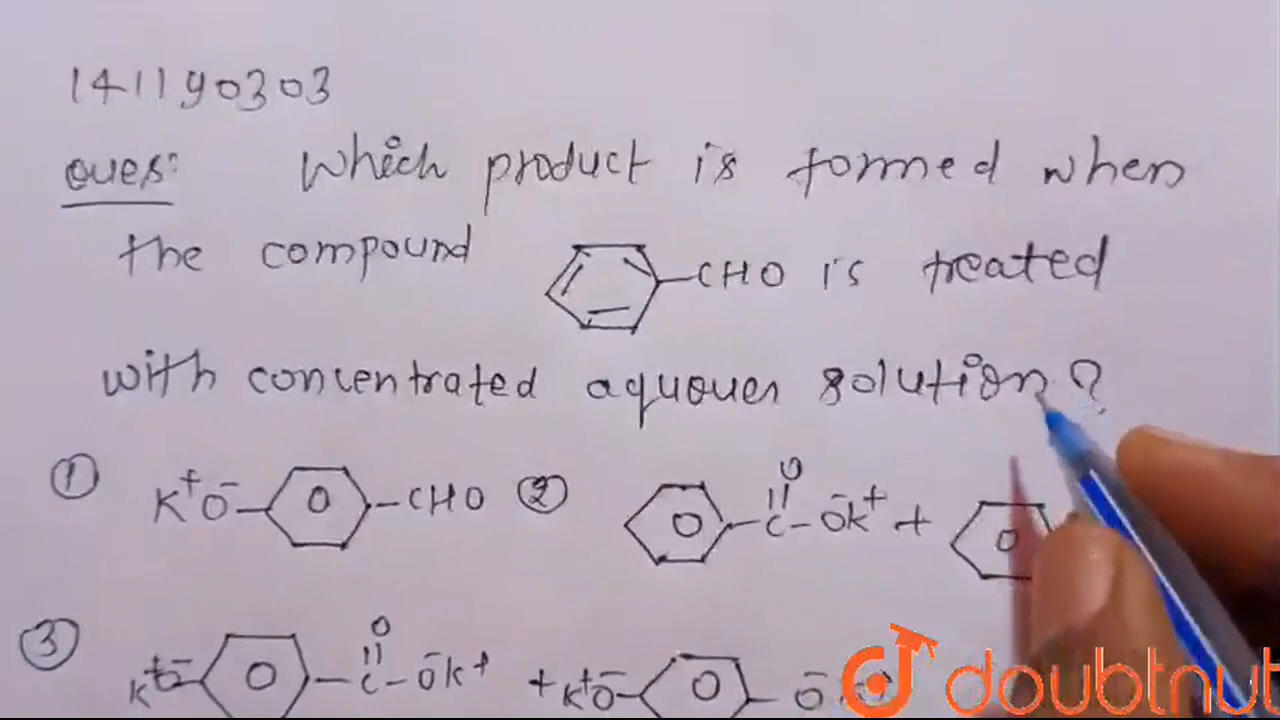 141190303
Ques: Which product is formed when
the compound CHO is treated
with concentrated aquoues solution?
① K⁺O⁻ CHO ② O C-O⁻K⁺ +
③ K⁺O⁻ O C-O⁻K⁺ + K⁺O⁻ O⁻
doubtnut